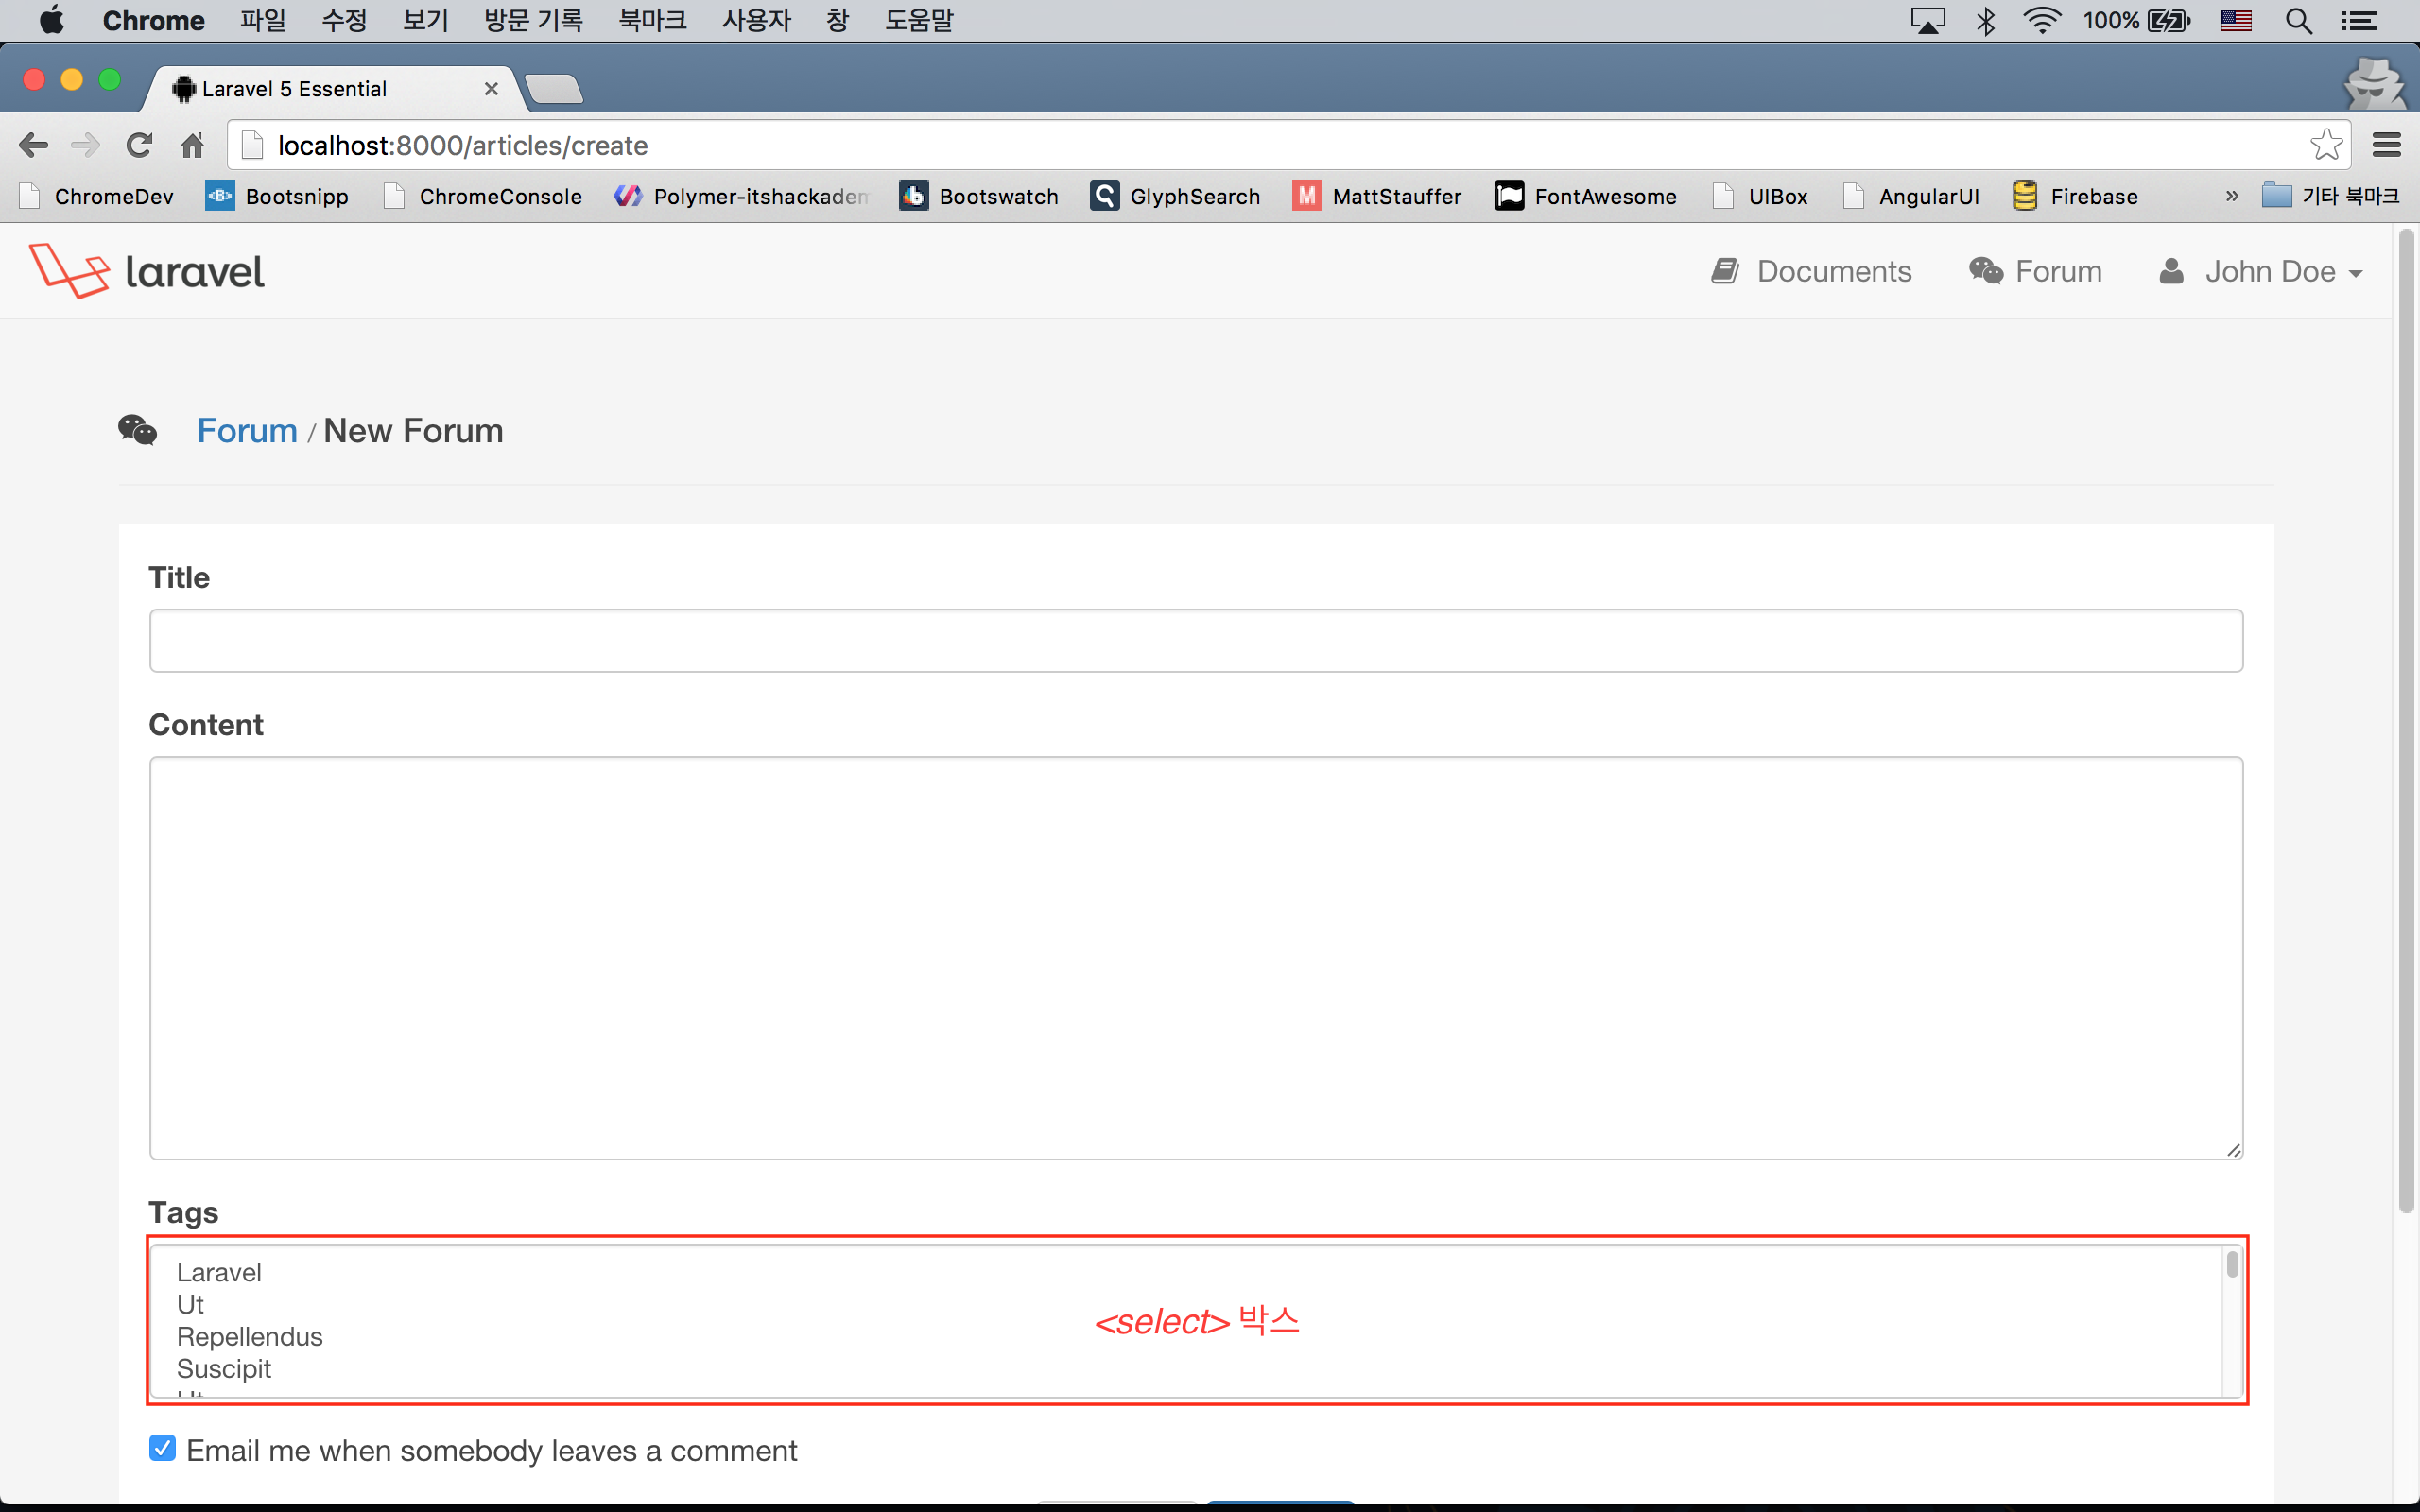 Chrome 파일 수정 보기 방문 기록 북마크 사용자 창 도움말 100%
Laravel 5 Essential
localhost:8000/articles/create
ChromeDev Bootsnipp ChromeConsole Polymer-itshackadem Bootswatch GlyphSearch MattStauffer FontAwesome UIBox AngularUI Firebase » 기타 북마크
laravel Documents Forum John Doe
Forum / New Forum
Title
Content
Tags
Laravel
Ut
Repellendus
Suscipit
Ut
<select> 박스
Email me when somebody leaves a comment